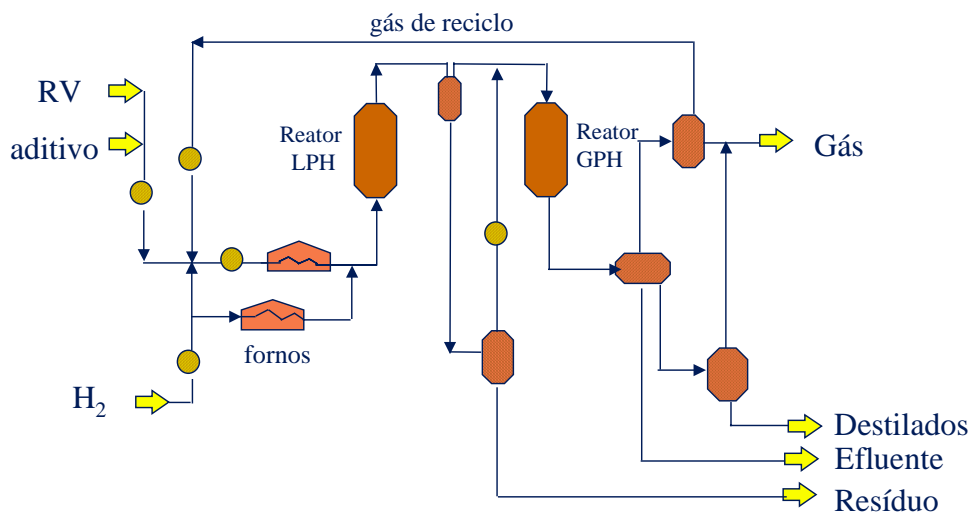 gás de reciclo
RV
aditivo
Reator
LPH
Reator
GPH
Gás
fornos
H₂
Destilados
Efluente
Resíduo